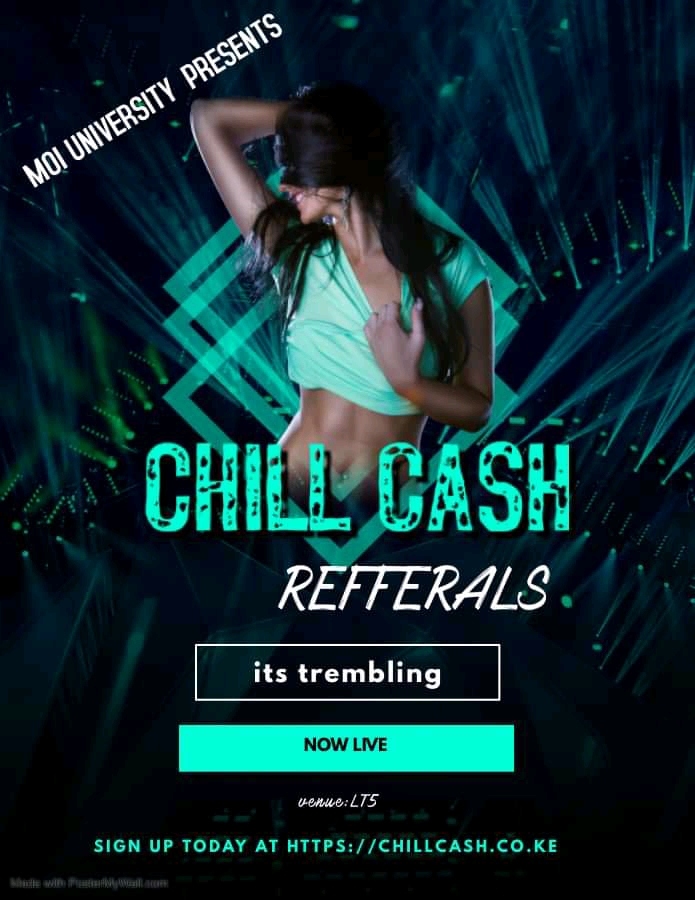 MOI UNIVERSITY PRESENTS
CHILL CASH
REFFERALS
its trembling
NOW LIVE
venue:LT5
SIGN UP TODAY AT HTTPS://CHILLCASH.CO.KE
Made with PosterMyWall.com